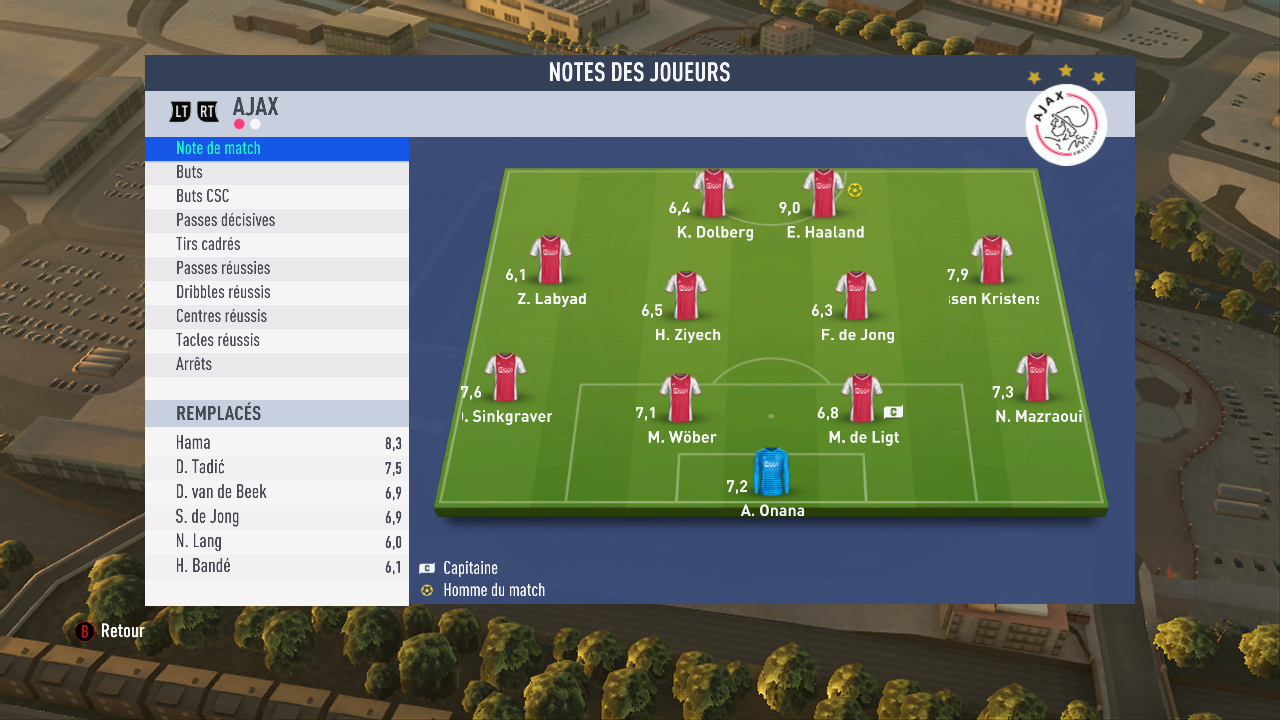 NOTES DES JOUEURS
LT RT AJAX
AJAX
AMSTERDAM
Note de match
Buts
Buts CSC
Passes décisives
Tirs cadrés
Passes réussies
Dribbles réussis
Centres réussis
Tacles réussis
Arrêts
REMPLACÉS
Hama 8,3
D. Tadić 7,5
D. van de Beek 6,9
S. de Jong 6,9
N. Lang 6,0
H. Bandé 6,1
6,4
K. Dolberg
9,0
E. Haaland
6,1
Z. Labyad
6,5
H. Ziyech
6,3
F. de Jong
7,9
sen Kristens
7,6
. Sinkgraver
7,1
M. Wöber
6,8
C
M. de Ligt
7,3
N. Mazraoui
7,2
A. Onana
C Capitaine
Homme du match
B Retour